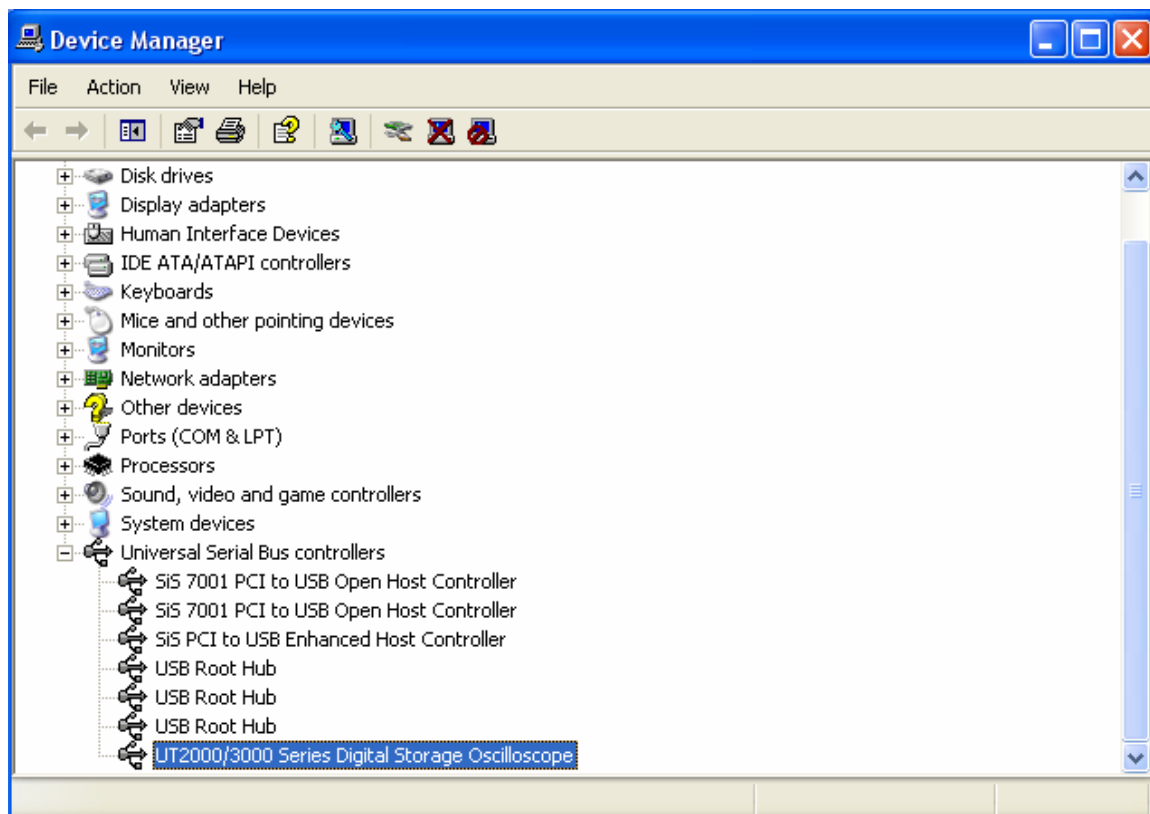 Device Manager
File Action View Help
Disk drives
Display adapters
Human Interface Devices
IDE ATA/ATAPI controllers
Keyboards
Mice and other pointing devices
Monitors
Network adapters
Other devices
Ports (COM & LPT)
Processors
Sound, video and game controllers
System devices
Universal Serial Bus controllers
SiS 7001 PCI to USB Open Host Controller
SiS 7001 PCI to USB Open Host Controller
SiS PCI to USB Enhanced Host Controller
USB Root Hub
USB Root Hub
USB Root Hub
UT2000/3000 Series Digital Storage Oscilloscope